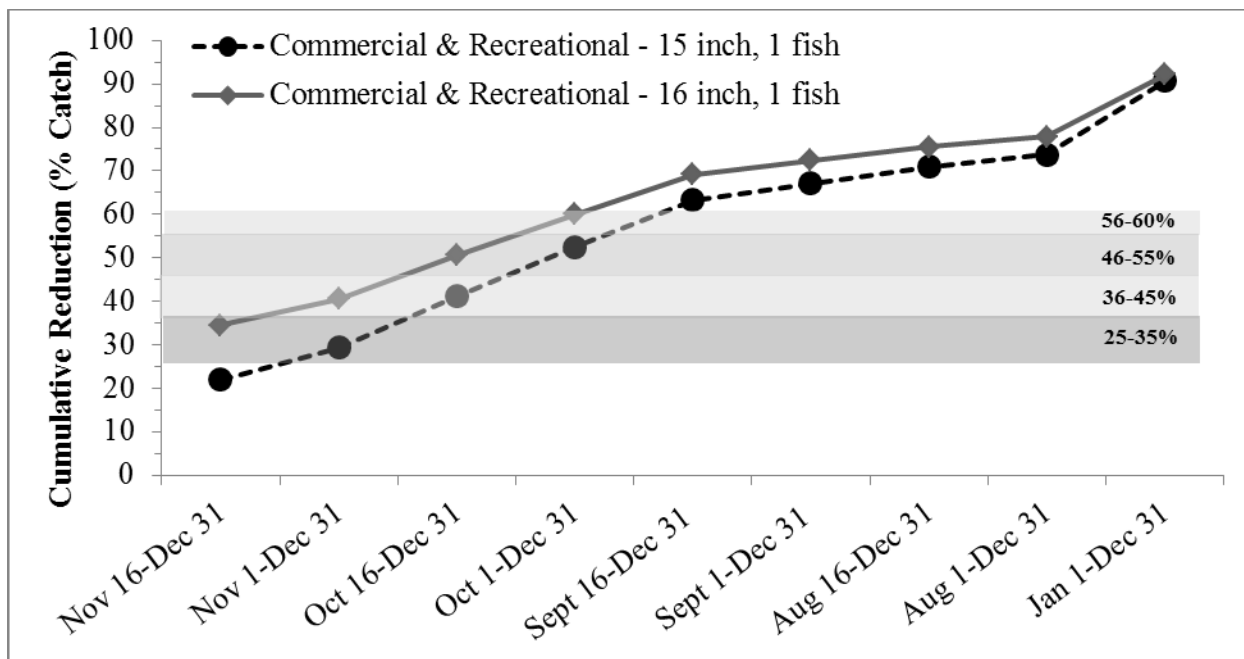 Cumulative Reduction (% Catch)
100
90
80
70
60
50
40
30
20
10
0
Commercial & Recreational - 15 inch, 1 fish
Commercial & Recreational - 16 inch, 1 fish
56-60%
46-55%
36-45%
25-35%
Nov 16-Dec 31
Nov 1-Dec 31
Oct 16-Dec 31
Oct 1-Dec 31
Sept 16-Dec 31
Sept 1-Dec 31
Aug 16-Dec 31
Aug 1-Dec 31
Jan 1-Dec 31